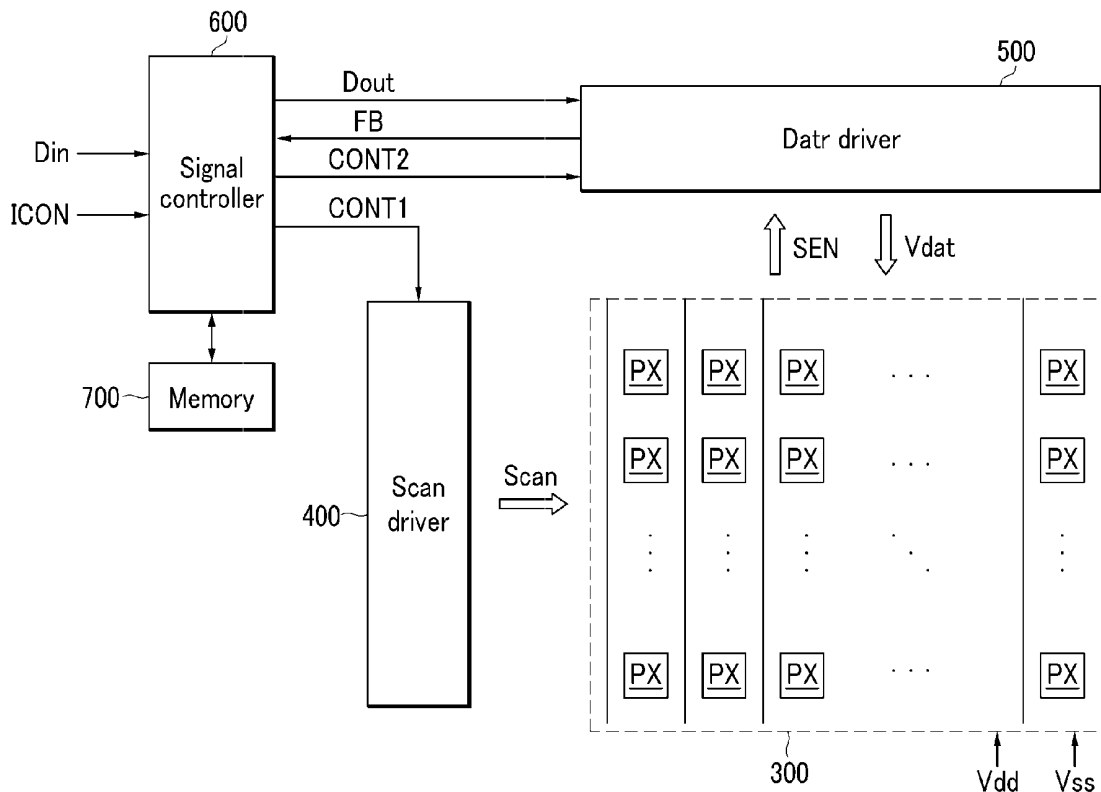 600
500
Dout
FB
CONT2
CONT1
Din
ICON
Signal
controller
Datr driver
SEN
Vdat
700
Memory
400
Scan
driver
Scan
PX PX PX . . . PX
PX PX PX . . . PX
PX PX PX . . . PX
300
Vdd
Vss